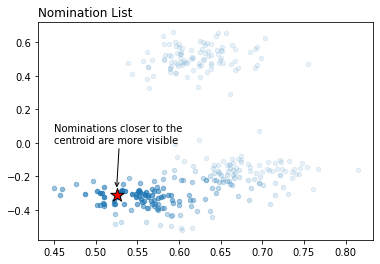 Nomination List
0.6
0.4
0.2
0.0
−0.2
−0.4
Nominations closer to the
centroid are more visible
0.45 0.50 0.55 0.60 0.65 0.70 0.75 0.80